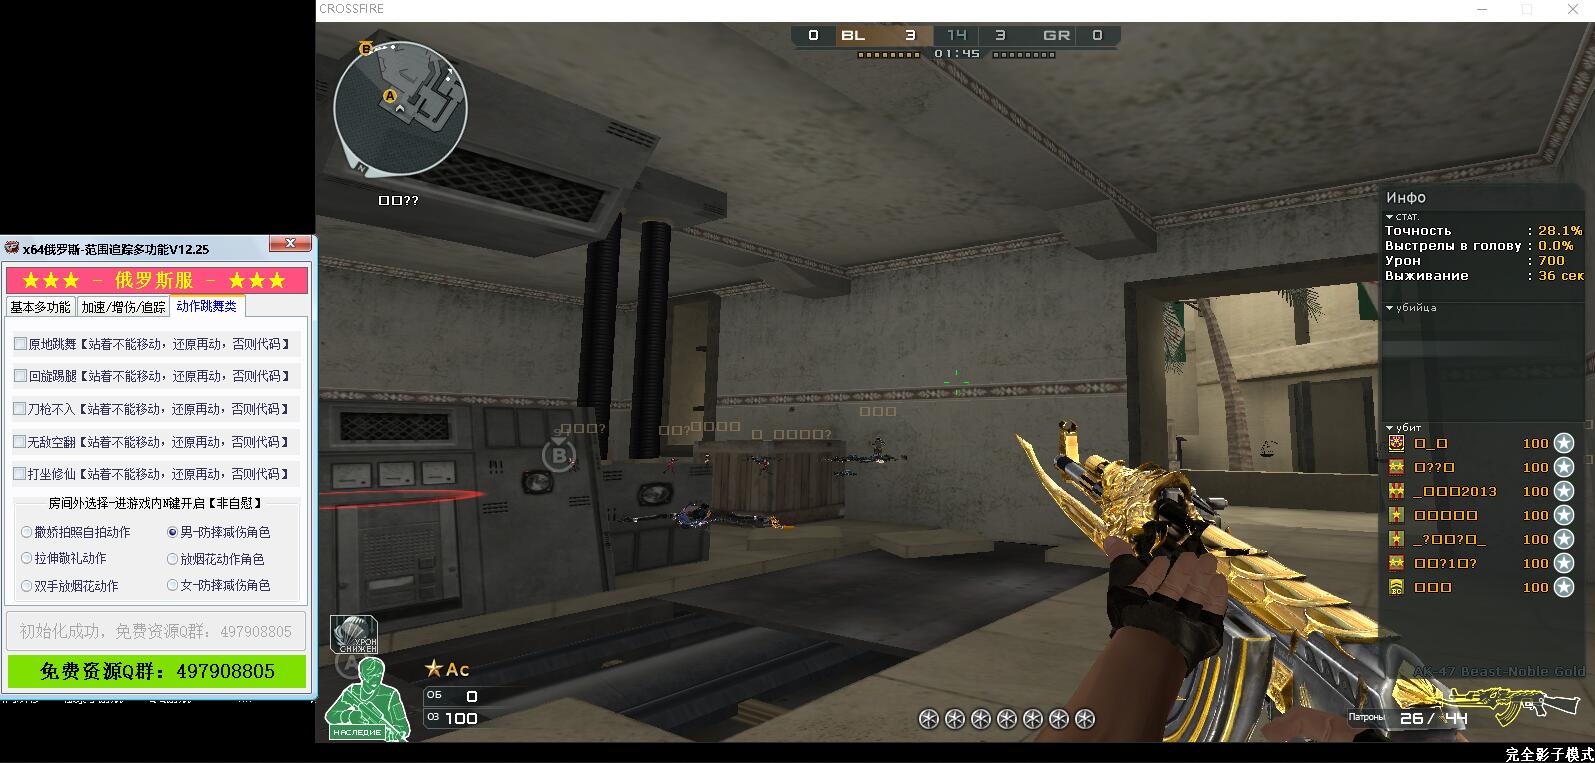 CROSSFIRE
0 BL 3 14 3 GR 0
01:45
B
A
N
□□??
x64俄罗斯-范围追踪多功能V12.25
★★★ - 俄罗斯服 - ★★★
基本多功能 加速/增伤/追踪 动作跳舞类
原地跳舞【站着不能移动，还原再动，否则代码】
回旋踢腿【站着不能移动，还原再动，否则代码】
刀枪不入【站着不能移动，还原再动，否则代码】
无敌空翻【站着不能移动，还原再动，否则代码】
打坐修仙【站着不能移动，还原再动，否则代码】
房间外选择-进游戏内N键开启【非自慰】
撒娇拍照自拍动作 男-防摔减伤角色
拉伸敬礼动作 放烟花动作角色
双手放烟花动作 女-防摔减伤角色
初始化成功，免费资源Q群：497908805
免费资源Q群：497908805
□□□?
□□?□□□□
□_□□□□?
□□□
B
Инфо
СТАТ.
Точность : 28.1%
Выстрелы в голову : 0.0%
Урон : 700
Выживание : 36 сек
убийца
убит
□_□ 100
□??□ 100
_□□□2013 100
□□□□□ 100
_?□□?□_ 100
□□?1□? 100
□□□ 100
AK-47 Beast-Noble Gold
Патроны 26 / 44
УРОН
СНИЖЕН
A
Ac
ОБ 0
ОЗ 100
НАСЛЕДИЕ
完全影子模式